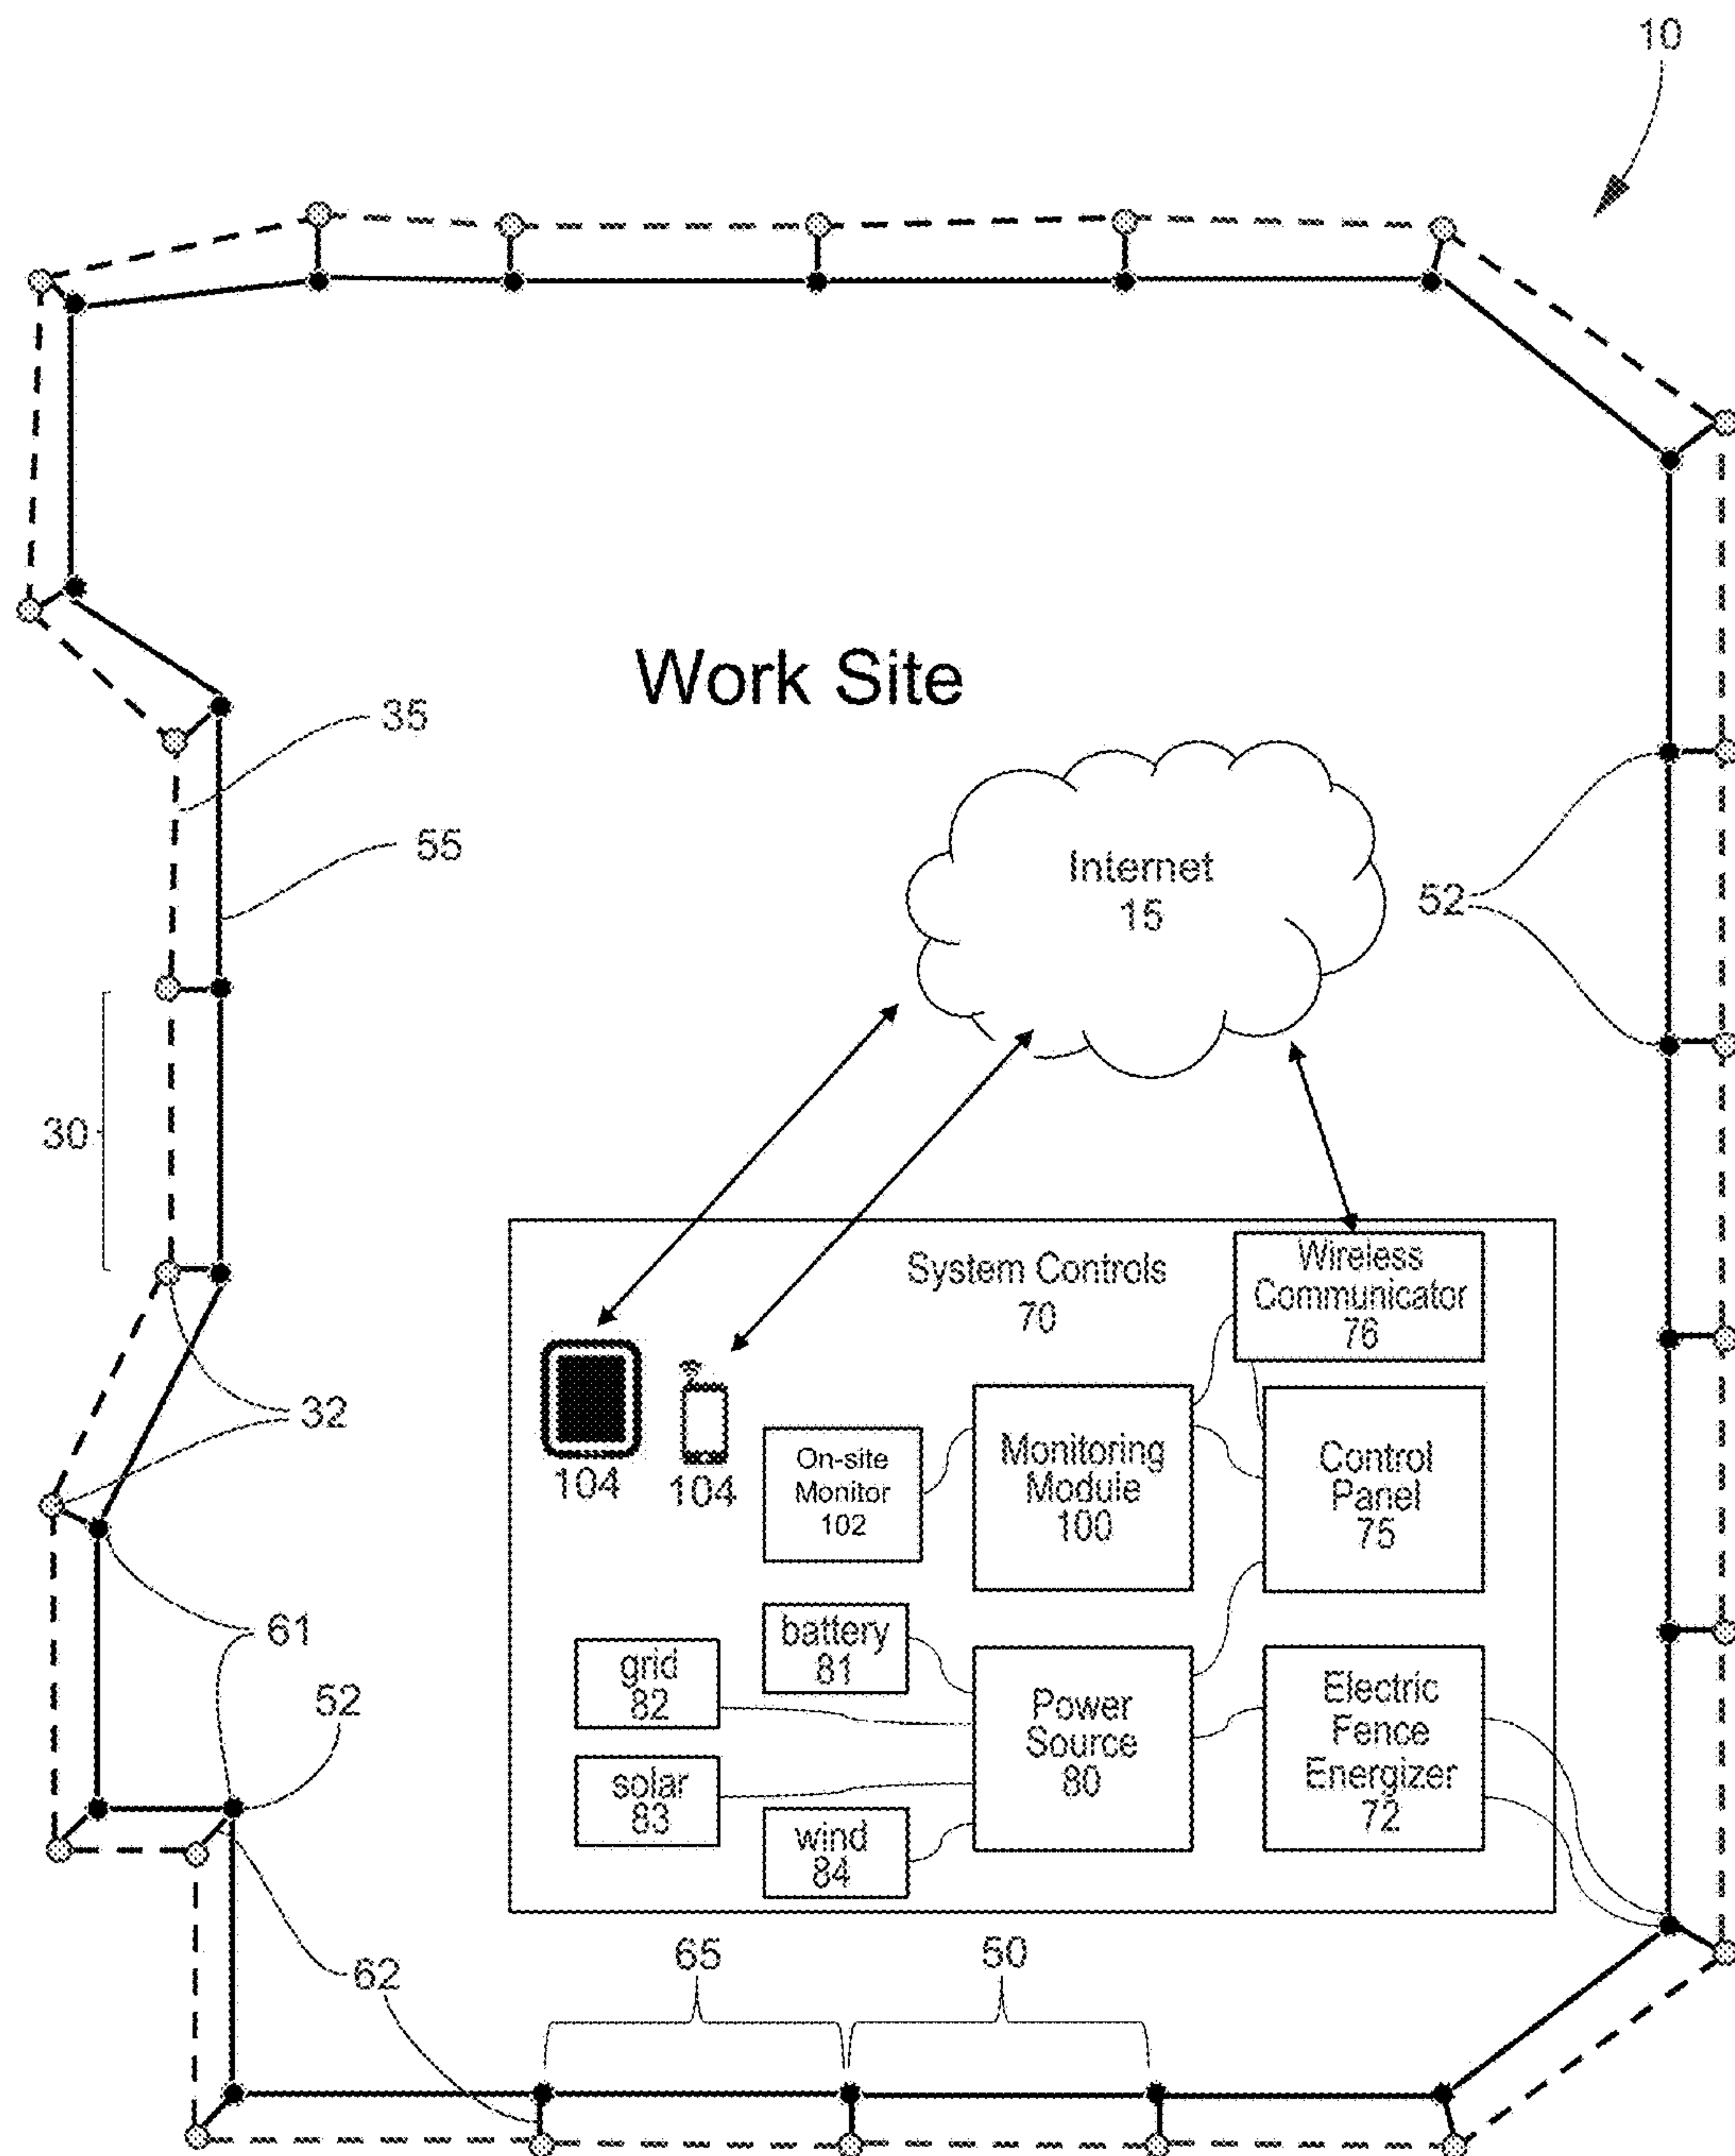 10
Work Site
35
55
Internet
15
52
30
System Controls
70
Wireless
Communicator
76
32
104
104
On-site
Monitor
102
Monitoring
Module
100
Control
Panel
75
61
52
battery
81
grid
82
Power
Source
80
Electric
Fence
Energizer
72
solar
83
wind
84
62
65
50